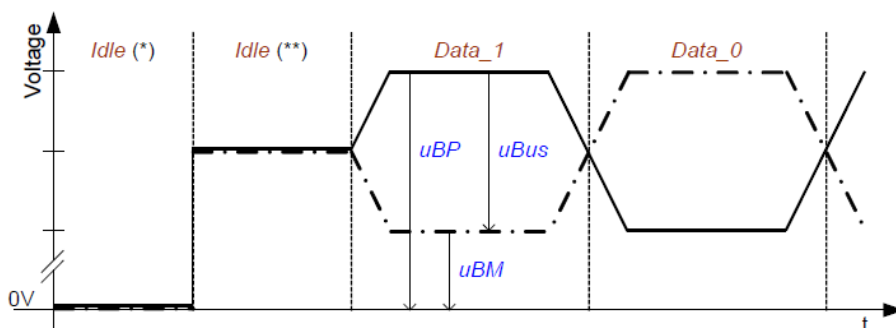 Voltage
Idle (*)
Idle (**)
Data_1
Data_0
uBP
uBus
uBM
0V
t